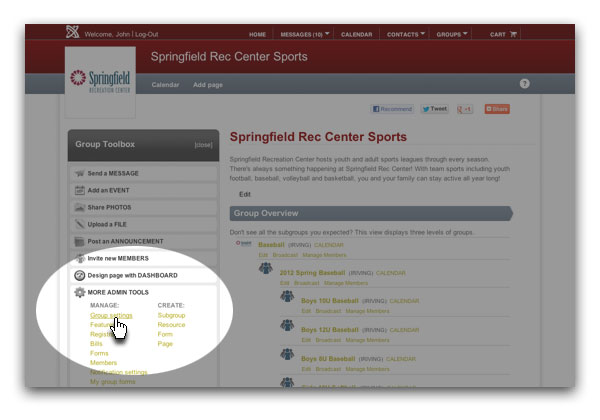 Welcome, John | Log-Out
HOME
MESSAGES (10)
CALENDAR
CONTACTS
GROUPS
CART
Springfield Rec Center Sports
Springfield
RECREATION CENTER
Calendar
Add page
?
Recommend
Tweet
+1
Share
Group Toolbox
[close]
Send a MESSAGE
Add an EVENT
Share PHOTOS
Upload a FILE
Post an ANNOUNCEMENT
Invite new MEMBERS
Design page with DASHBOARD
MORE ADMIN TOOLS
MANAGE:
Group settings
Bills
Forms
Members
Notification settings
My group forms
CREATE:
Subgroup
Resource
Form
Page
Springfield Rec Center Sports
Springfield Recreation Center hosts youth and adult sports leagues through every season.
There's always something happening at Springfield Rec Center! With team sports including youth
football, baseball, volleyball and basketball, you and your family can stay active all year long!
Edit
Group Overview
Don't see all the subgroups you expected? This view displays three levels of groups.
Baseball (IRIVING) CALENDAR
Edit Broadcast Manage Members
2012 Spring Baseball (IRIVING) CALENDAR
Edit Broadcast Manage Members
Boys 10U Baseball (IRIVING) CALENDAR
Edit Broadcast Manage Members
Boys 12U Baseball (IRIVING) CALENDAR
Edit Broadcast Manage Members
Boys 8U Baseball (IRIVING) CALENDAR
Edit Broadcast Manage Members